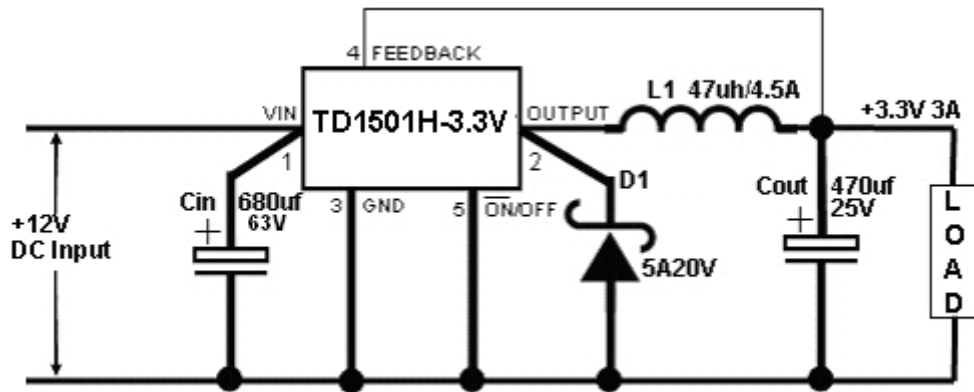 4 FEEDBACK
L1 47uh/4.5A
VIN
TD1501H-3.3V
OUTPUT
+3.3V 3A
1
2
D1
Cin
680uf
63V
+
3
GND
5
ON/OFF
Cout
470uf
25V
+
LOAD
+12V
DC Input
5A20V